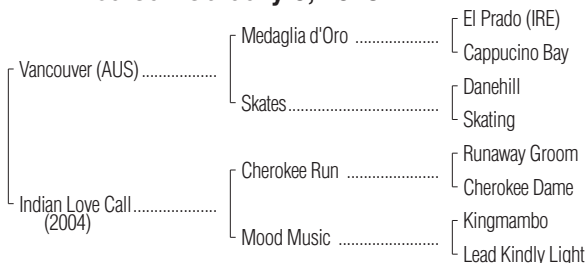 El Prado (IRE)
Medaglia d'Oro
Cappucino Bay
Vancouver (AUS)
Danehill
Skates
Skating
Runaway Groom
Cherokee Run
Cherokee Dame
Indian Love Call
(2004)
Kingmambo
Mood Music
Lead Kindly Light